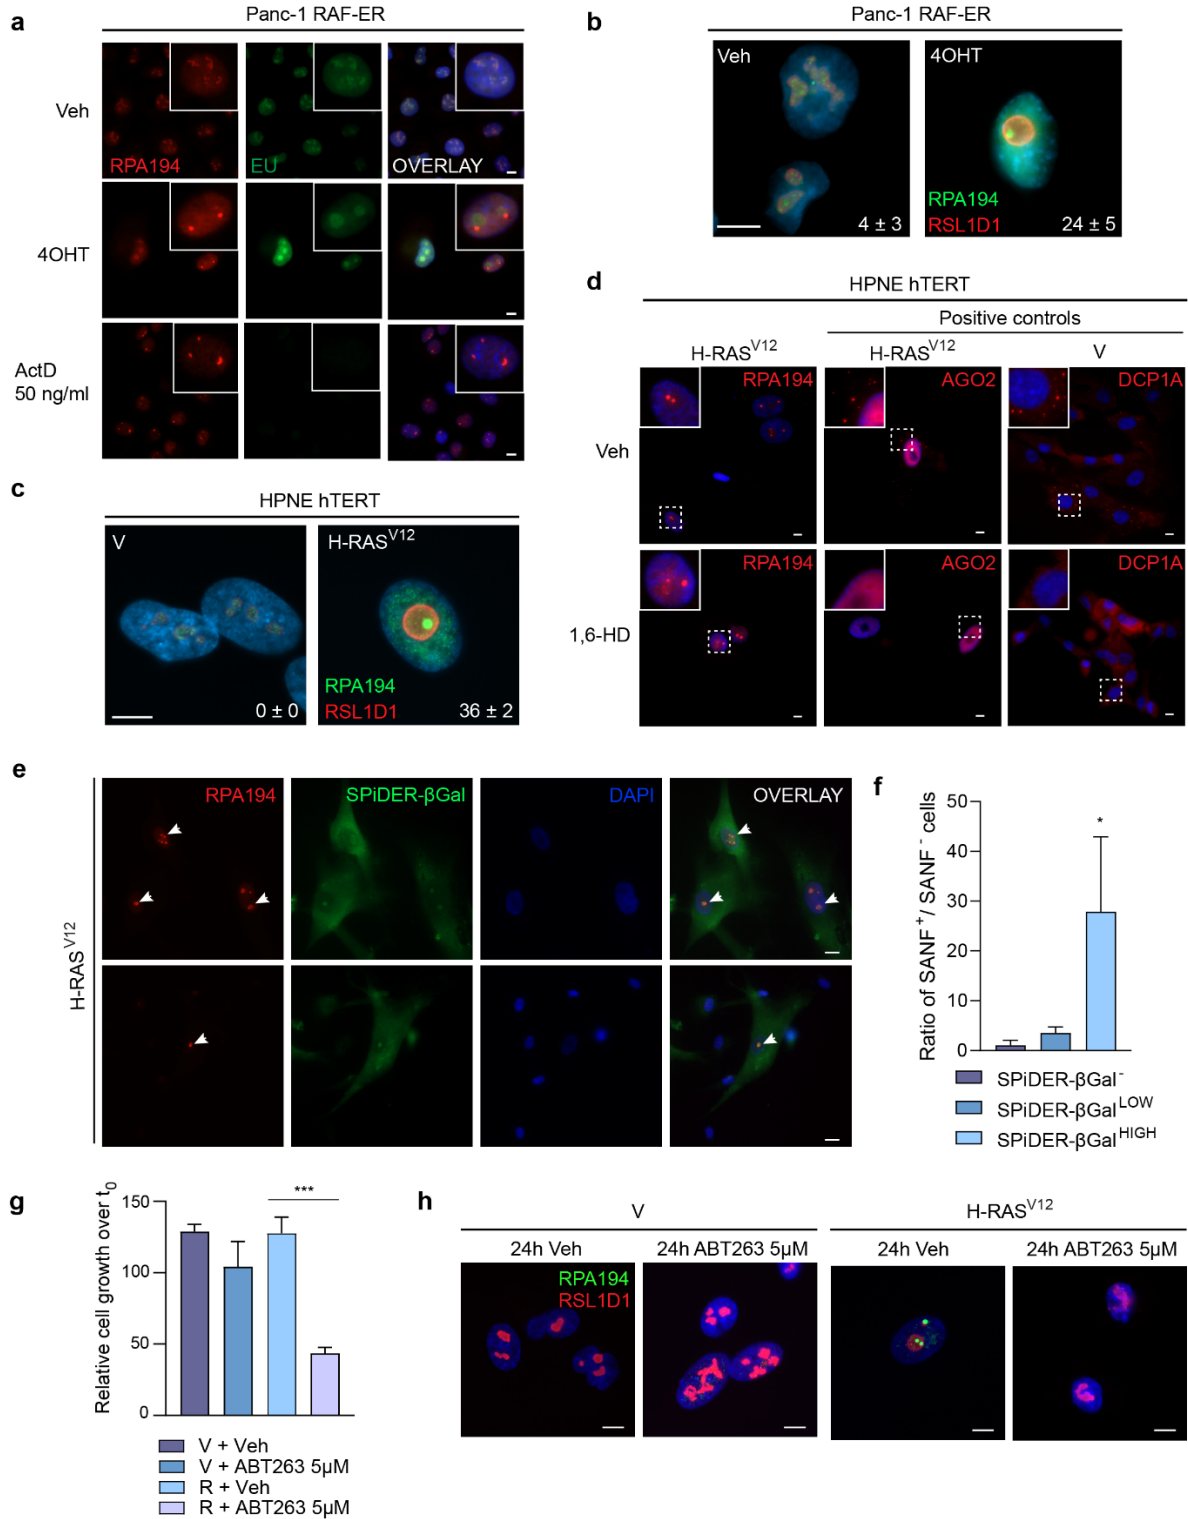 a
Panc-1 RAF-ER
Veh
RPA194
EU
OVERLAY
4OHT
ActD
50 ng/ml
b
Panc-1 RAF-ER
Veh
4OHT
RPA194
RSL1D1
4 ± 3
24 ± 5
c
HPNE hTERT
V
H-RAS^V12
RPA194
RSL1D1
0 ± 0
36 ± 2
d
HPNE hTERT
Positive controls
H-RAS^V12
H-RAS^V12
V
Veh
RPA194
AGO2
DCP1A
1,6-HD
RPA194
AGO2
DCP1A
e
H-RAS^V12
RPA194
SPiDER-βGal
DAPI
OVERLAY
f
Ratio of SANF^+/ SANF^- cells
50
40
30
20
10
0
*
SPiDER-βGal^-
SPiDER-βGal^LOW
SPiDER-βGal^HIGH
g
Relative cell growth over t_0
150
100
50
0
***
V + Veh
V + ABT263 5µM
R + Veh
R + ABT263 5µM
h
V
H-RAS^V12
24h Veh
24h ABT263 5µM
24h Veh
24h ABT263 5µM
RPA194
RSL1D1